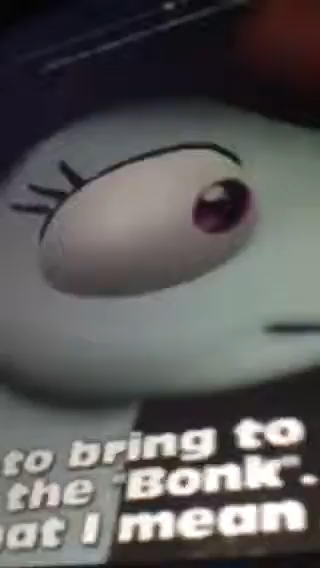 to bring to
the "Bonk".
at I mean